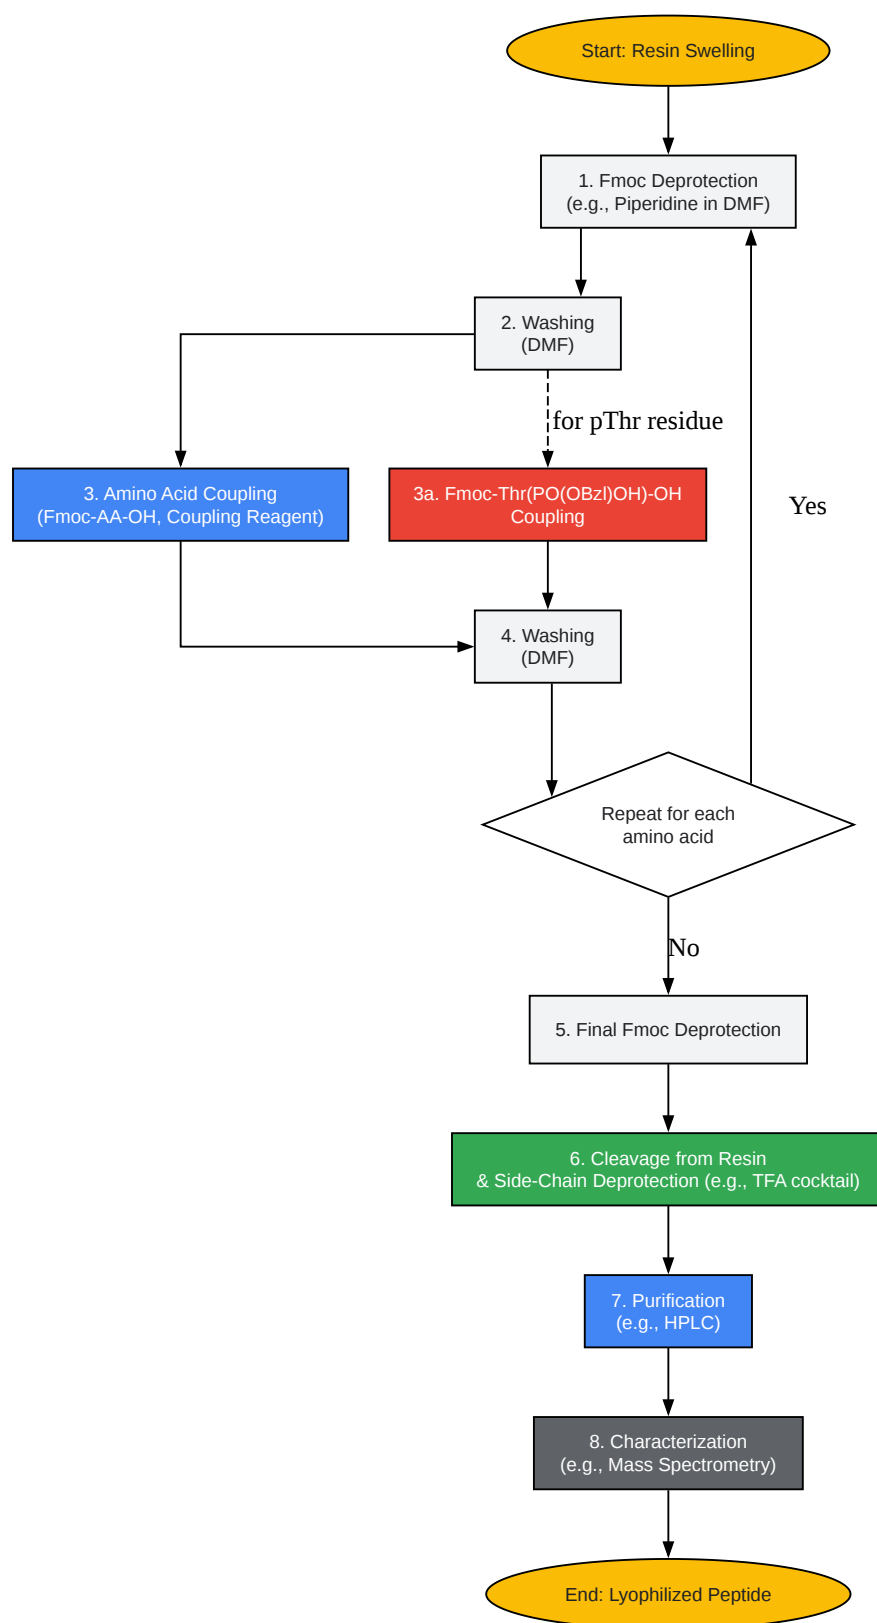 Start: Resin Swelling
1. Fmoc Deprotection
(e.g., Piperidine in DMF)
2. Washing
(DMF)
for pThr residue
3. Amino Acid Coupling
(Fmoc-AA-OH, Coupling Reagent)
3a. Fmoc-Thr(PO(OBzl)OH)-OH
Coupling
Yes
4. Washing
(DMF)
Repeat for each
amino acid
No
5. Final Fmoc Deprotection
6. Cleavage from Resin
& Side-Chain Deprotection (e.g., TFA cocktail)
7. Purification
(e.g., HPLC)
8. Characterization
(e.g., Mass Spectrometry)
End: Lyophilized Peptide